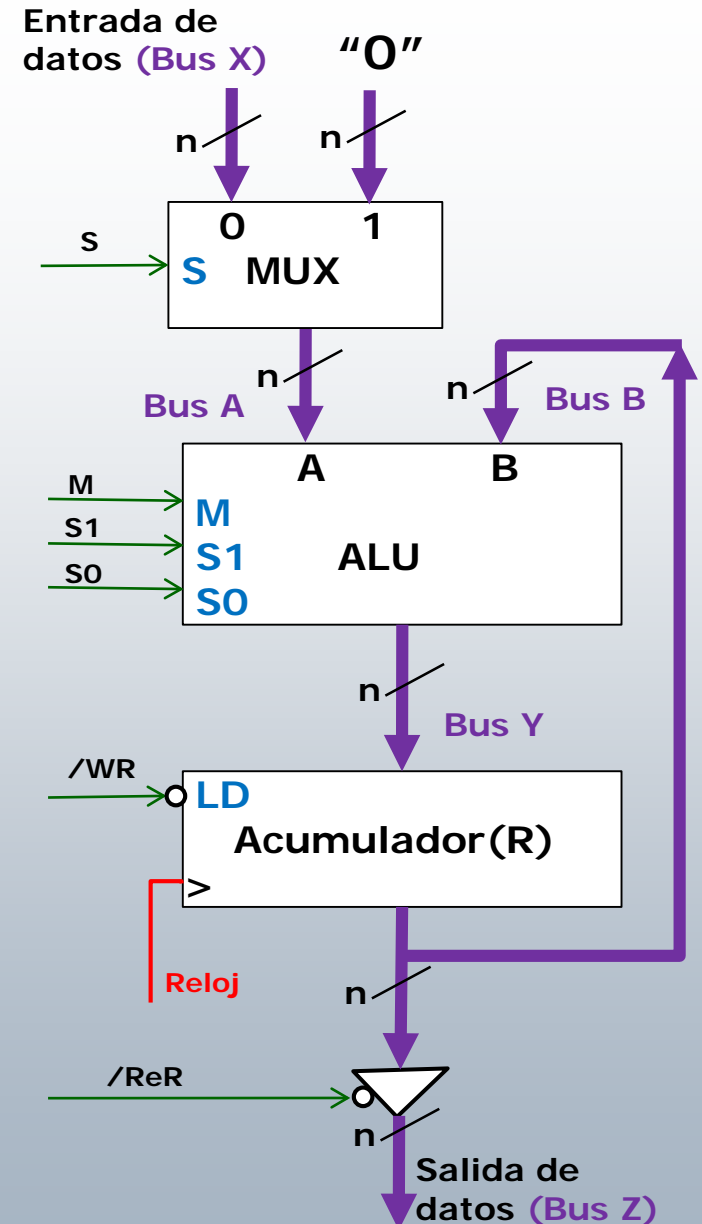 Entrada de
datos (Bus X)
“0”
n
n
0 1
S
S MUX
n
Bus A
n
Bus B
A B
M
M
S1
S1
ALU
S0
S0
n
Bus Y
/WR
LD
Acumulador(R)
>
Reloj
n
/ReR
n
Salida de
datos (Bus Z)